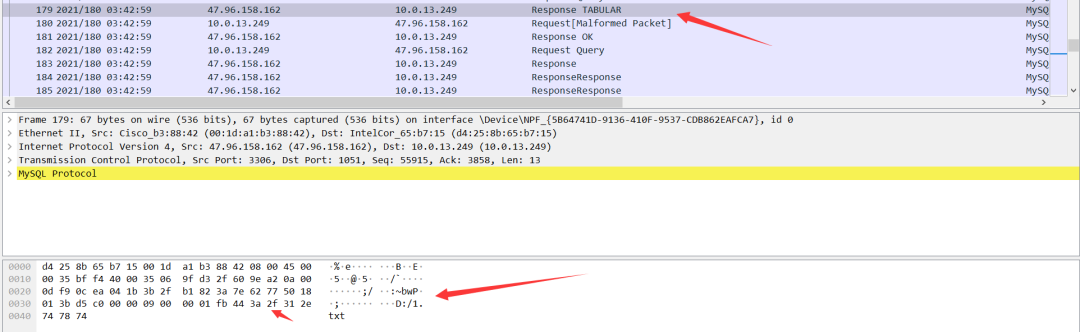 179 2021/180 03:42:59 47.96.158.162 10.0.13.249 Response TABULAR MySQ
180 2021/180 03:42:59 10.0.13.249 47.96.158.162 Request[Malformed Packet] MySQ
181 2021/180 03:42:59 47.96.158.162 10.0.13.249 Response OK MySQ
182 2021/180 03:42:59 10.0.13.249 47.96.158.162 Request Query MySQ
183 2021/180 03:42:59 47.96.158.162 10.0.13.249 Response MySQ
184 2021/180 03:42:59 47.96.158.162 10.0.13.249 ResponseResponse MySQ
185 2021/180 03:42:59 47.96.158.162 10.0.13.249 ResponseResponse MySQ
Frame 179: 67 bytes on wire (536 bits), 67 bytes captured (536 bits) on interface \Device\NPF_{5B64741D-9136-410F-9537-CDB862EAFCA7}, id 0
Ethernet II, Src: Cisco_b3:88:42 (00:1d:a1:b3:88:42), Dst: IntelCor_65:b7:15 (d4:25:8b:65:b7:15)
Internet Protocol Version 4, Src: 47.96.158.162 (47.96.158.162), Dst: 10.0.13.249 (10.0.13.249)
Transmission Control Protocol, Src Port: 3306, Dst Port: 1051, Seq: 55915, Ack: 3858, Len: 13
MySQL Protocol
0000 d4 25 8b 65 b7 15 00 1d a1 b3 88 42 08 00 45 00 ·%·e···· ···B··E·
0010 00 35 bf f4 40 00 35 06 9f d3 2f 60 9e a2 0a 00 ·5··@·5· ··/`····
0020 0d f9 0c ea 04 1b 3b 2f b1 82 3a 7e 62 77 50 18 ······;/ ··:~bwP·
0030 01 3b d5 c0 00 00 09 00 00 01 fb 44 3a 2f 31 2e ·;······ ···D:/1.
0040 74 78 74 txt